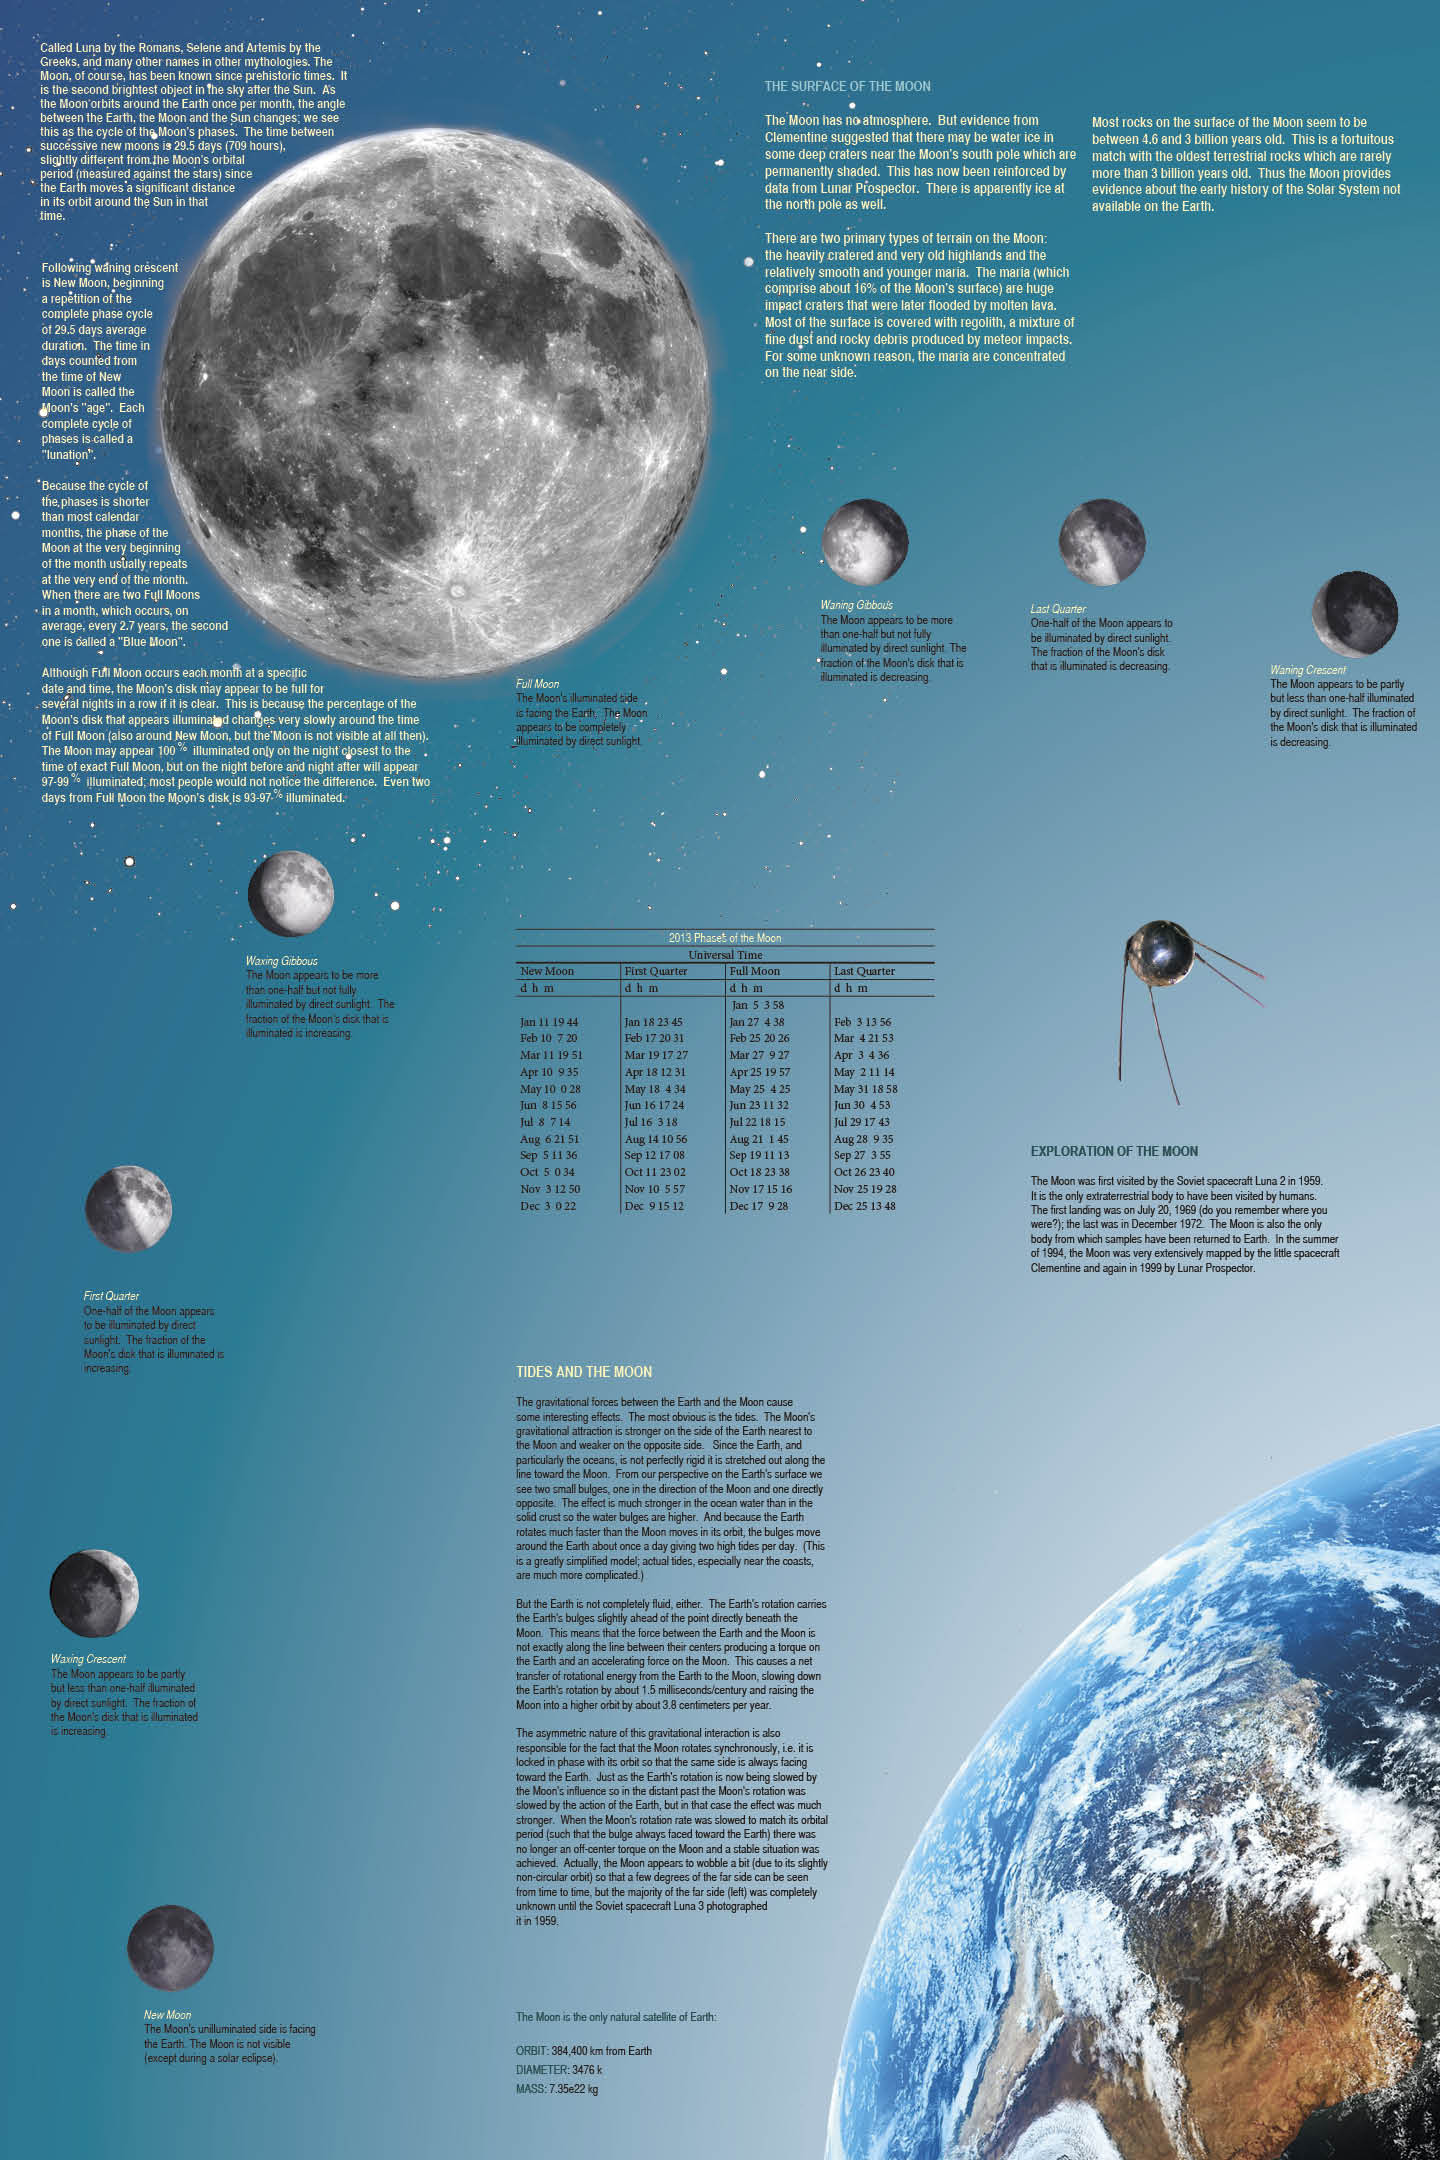 Called Luna by the Romans, Selene and Artemis by the
Greeks, and many other names in other mythologies. The
Moon, of course, has been known since prehistoric times. It
is the second brightest object in the sky after the Sun. As
the Moon orbits around the Earth once per month, the angle
between the Earth, the Moon and the Sun changes; we see
this as the cycle of the Moon's phases. The time between
successive new moons is 29.5 days (709 hours),
slightly different from the Moon's orbital
period (measured against the stars) since
the Earth moves a significant distance
in its orbit around the Sun in that
time.
Following waning crescent
is New Moon, beginning
a repetition of the
complete phase cycle
of 29.5 days average
duration. The time in
days counted from
the time of New
Moon is called the
Moon's "age". Each
complete cycle of
phases is called a
"lunation".
Because the cycle of
the phases is shorter
than most calendar
months, the phase of the
Moon at the very beginning
of the month usually repeats
at the very end of the month.
When there are two Full Moons
in a month, which occurs, on
average, every 2.7 years, the second
one is called a "Blue Moon".
Although Full Moon occurs each month at a specific
date and time, the Moon's disk may appear to be full for
several nights in a row if it is clear. This is because the percentage of the
Moon's disk that appears illuminated changes very slowly around the time
of Full Moon (also around New Moon, but the Moon is not visible at all then).
The Moon may appear 100 % illuminated only on the night closest to the
time of exact Full Moon, but on the night before and night after will appear
97-99 % illuminated; most people would not notice the difference. Even two
days from Full Moon the Moon's disk is 93-97 % illuminated.
THE SURFACE OF THE MOON
The Moon has no atmosphere. But evidence from
Clementine suggested that there may be water ice in
some deep craters near the Moon's south pole which are
permanently shaded. This has now been reinforced by
data from Lunar Prospector. There is apparently ice at
the north pole as well.
There are two primary types of terrain on the Moon:
the heavily cratered and very old highlands and the
relatively smooth and younger maria. The maria (which
comprise about 16% of the Moon's surface) are huge
impact craters that were later flooded by molten lava.
Most of the surface is covered with regolith, a mixture of
fine dust and rocky debris produced by meteor impacts.
For some unknown reason, the maria are concentrated
on the near side.
Most rocks on the surface of the Moon seem to be
between 4.6 and 3 billion years old. This is a fortuitous
match with the oldest terrestrial rocks which are rarely
more than 3 billion years old. Thus the Moon provides
evidence about the early history of the Solar System not
available on the Earth.
Full Moon
The Moon's illuminated side
is facing the Earth. The Moon
appears to be completely
illuminated by direct sunlight.
Waning Gibbous
The Moon appears to be more
than one-half but not fully
illuminated by direct sunlight. The
fraction of the Moon's disk that is
illuminated is decreasing.
Last Quarter
One-half of the Moon appears to
be illuminated by direct sunlight.
The fraction of the Moon's disk
that is illuminated is decreasing.
Waning Crescent
The Moon appears to be partly
but less than one-half illuminated
by direct sunlight. The fraction of
the Moon's disk that is illuminated
is decreasing.
Waxing Gibbous
The Moon appears to be more
than one-half but not fully
illuminated by direct sunlight. The
fraction of the Moon's disk that is
illuminated is increasing.
First Quarter
One-half of the Moon appears
to be illuminated by direct
sunlight. The fraction of the
Moon's disk that is illuminated is
increasing.
Waxing Crescent
The Moon appears to be partly
but less than one-half illuminated
by direct sunlight. The fraction of
the Moon's disk that is illuminated
is increasing.
New Moon
The Moon's unilluminated side is facing
the Earth. The Moon is not visible
(except during a solar eclipse).
2013 Phases of the Moon
Universal Time
New Moon First Quarter Full Moon Last Quarter
d h m d h m d h m d h m
Jan 5 3 58
Jan 11 19 44 Jan 18 23 45 Jan 27 4 38 Feb 3 13 56
Feb 10 7 20 Feb 17 20 31 Feb 25 20 26 Mar 4 21 53
Mar 11 19 51 Mar 19 17 27 Mar 27 9 27 Apr 3 4 36
Apr 10 9 35 Apr 18 12 31 Apr 25 19 57 May 2 11 14
May 10 0 28 May 18 4 34 May 25 4 25 May 31 18 58
Jun 8 15 56 Jun 16 17 24 Jun 23 11 32 Jun 30 4 53
Jul 8 7 14 Jul 16 3 18 Jul 22 18 15 Jul 29 17 43
Aug 6 21 51 Aug 14 10 56 Aug 21 1 45 Aug 28 9 35
Sep 5 11 36 Sep 12 17 08 Sep 19 11 13 Sep 27 3 55
Oct 5 0 34 Oct 11 23 02 Oct 18 23 38 Oct 26 23 40
Nov 3 12 50 Nov 10 5 57 Nov 17 15 16 Nov 25 19 28
Dec 3 0 22 Dec 9 15 12 Dec 17 9 28 Dec 25 13 48
EXPLORATION OF THE MOON
The Moon was first visited by the Soviet spacecraft Luna 2 in 1959.
It is the only extraterrestrial body to have been visited by humans.
The first landing was on July 20, 1969 (do you remember where you
were?); the last was in December 1972. The Moon is also the only
body from which samples have been returned to Earth. In the summer
of 1994, the Moon was very extensively mapped by the little spacecraft
Clementine and again in 1999 by Lunar Prospector.
TIDES AND THE MOON
The gravitational forces between the Earth and the Moon cause
some interesting effects. The most obvious is the tides. The Moon's
gravitational attraction is stronger on the side of the Earth nearest to
the Moon and weaker on the opposite side. Since the Earth, and
particularly the oceans, is not perfectly rigid it is stretched out along the
line toward the Moon. From our perspective on the Earth's surface we
see two small bulges, one in the direction of the Moon and one directly
opposite. The effect is much stronger in the ocean water than in the
solid crust so the water bulges are higher. And because the Earth
rotates much faster than the Moon moves in its orbit, the bulges move
around the Earth about once a day giving two high tides per day. (This
is a greatly simplified model; actual tides, especially near the coasts,
are much more complicated.)
But the Earth is not completely fluid, either. The Earth's rotation carries
the Earth's bulges slightly ahead of the point directly beneath the
Moon. This means that the force between the Earth and the Moon is
not exactly along the line between their centers producing a torque on
the Earth and an accelerating force on the Moon. This causes a net
transfer of rotational energy from the Earth to the Moon, slowing down
the Earth's rotation by about 1.5 milliseconds/century and raising the
Moon into a higher orbit by about 3.8 centimeters per year.
The asymmetric nature of this gravitational interaction is also
responsible for the fact that the Moon rotates synchronously, i.e. it is
locked in phase with its orbit so that the same side is always facing
toward the Earth. Just as the Earth's rotation is now being slowed by
the Moon's influence so in the distant past the Moon's rotation was
slowed by the action of the Earth, but in that case the effect was much
stronger. When the Moon's rotation rate was slowed to match its orbital
period (such that the bulge always faced toward the Earth) there was
no longer an off-center torque on the Moon and a stable situation was
achieved. Actually, the Moon appears to wobble a bit (due to its slightly
non-circular orbit) so that a few degrees of the far side can be seen
from time to time, but the majority of the far side (left) was completely
unknown until the Soviet spacecraft Luna 3 photographed
it in 1959.
The Moon is the only natural satellite of Earth:
ORBIT: 384,400 km from Earth
DIAMETER: 3476 k
MASS: 7.35e22 kg